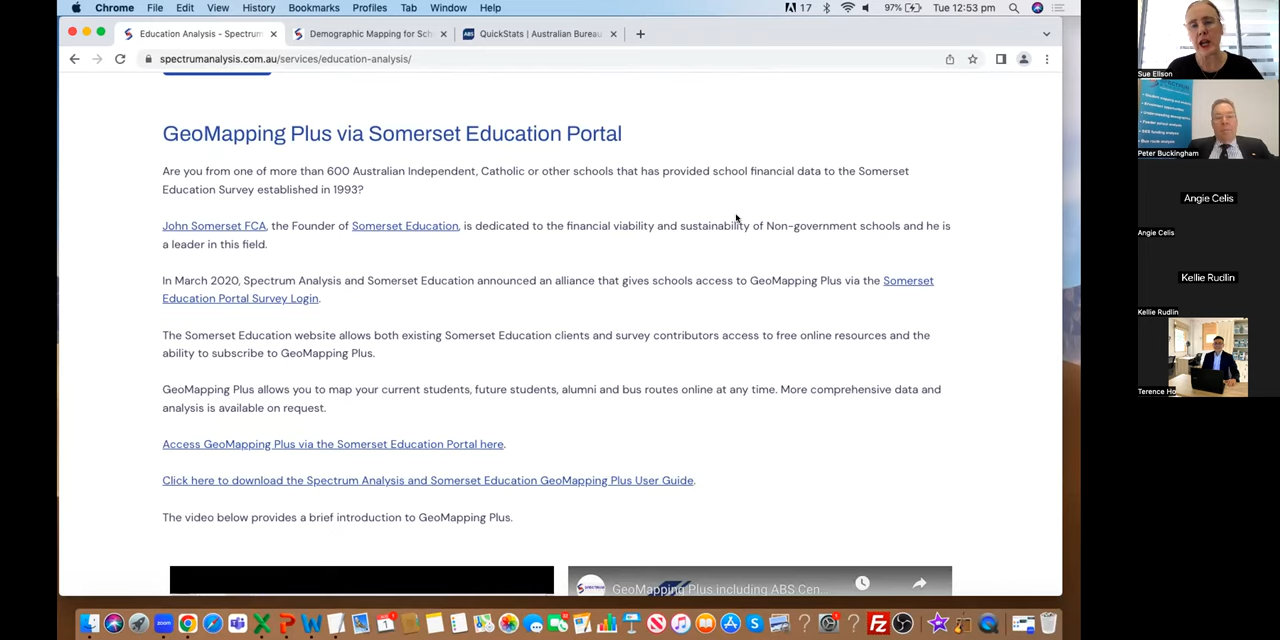 Chrome File Edit View History Bookmarks Profiles Tab Window Help
17 97% Tue 12:53 pm
Education Analysis - Spectrum
Demographic Mapping for Sch
QuickStats | Australian Bureau
spectrumanalysis.com.au/services/education-analysis/
GeoMapping Plus via Somerset Education Portal
Are you from one of more than 600 Australian Independent, Catholic or other schools that has provided school financial data to the Somerset
Education Survey established in 1993?
John Somerset FCA, the Founder of Somerset Education, is dedicated to the financial viability and sustainability of Non-government schools and he is
a leader in this field.
In March 2020, Spectrum Analysis and Somerset Education announced an alliance that gives schools access to GeoMapping Plus via the Somerset
Education Portal Survey Login.
The Somerset Education website allows both existing Somerset Education clients and survey contributors access to free online resources and the
ability to subscribe to GeoMapping Plus.
GeoMapping Plus allows you to map your current students, future students, alumni and bus routes online at any time. More comprehensive data and
analysis is available on request.
Access GeoMapping Plus via the Somerset Education Portal here.
Click here to download the Spectrum Analysis and Somerset Education GeoMapping Plus User Guide.
The video below provides a brief introduction to GeoMapping Plus.
GeoMapping Plus including ABS Cen...
zoom
Sue Ellson
Peter Buckingham
Angie Celis
Angie Celis
Kellie Rudlin
Kellie Rudlin
Terence Ho